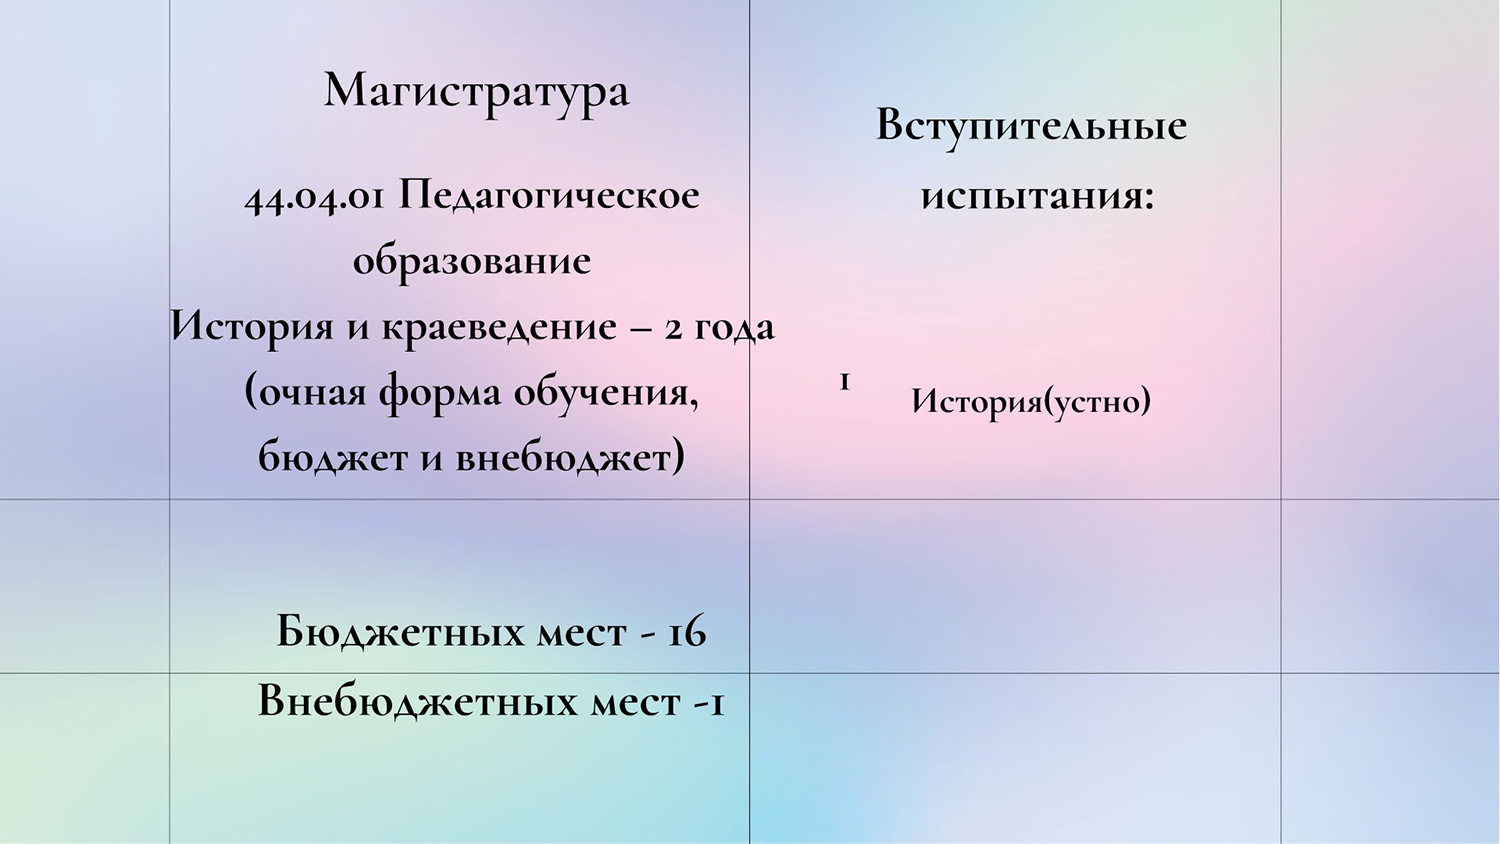 Магистратура
44.04.01 Педагогическое
образование
История и краеведение – 2 года
(очная форма обучения,
бюджет и внебюджет)
Бюджетных мест - 16
Внебюджетных мест -1
Вступительные
испытания:
1 История(устно)